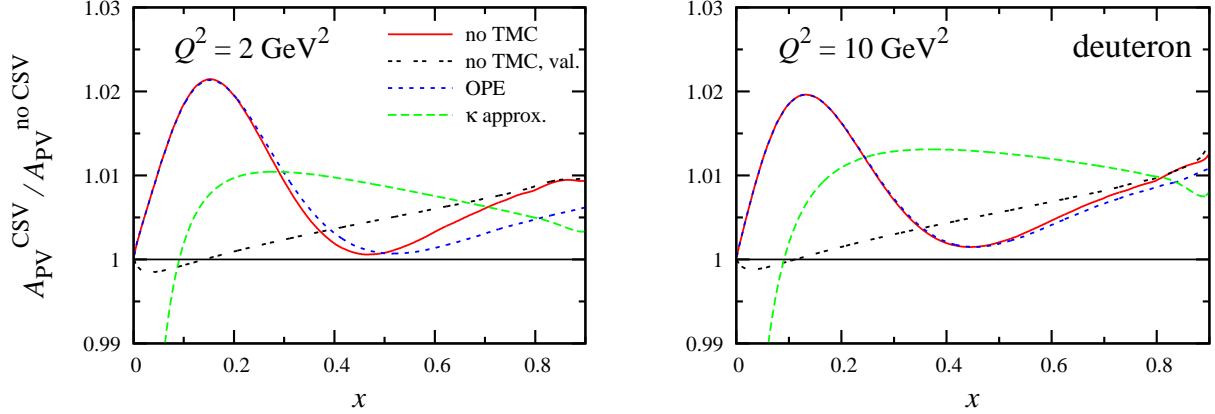 A_PV^CSV / A_PV^no CSV
1.03
1.02
1.01
1
0.99
Q² = 2 GeV²
no TMC
no TMC, val.
OPE
κ approx.
0.0
0.2
0.4
0.6
0.8
x
1.03
1.02
1.01
1
0.99
Q² = 10 GeV²
deuteron
0.0
0.2
0.4
0.6
0.8
x